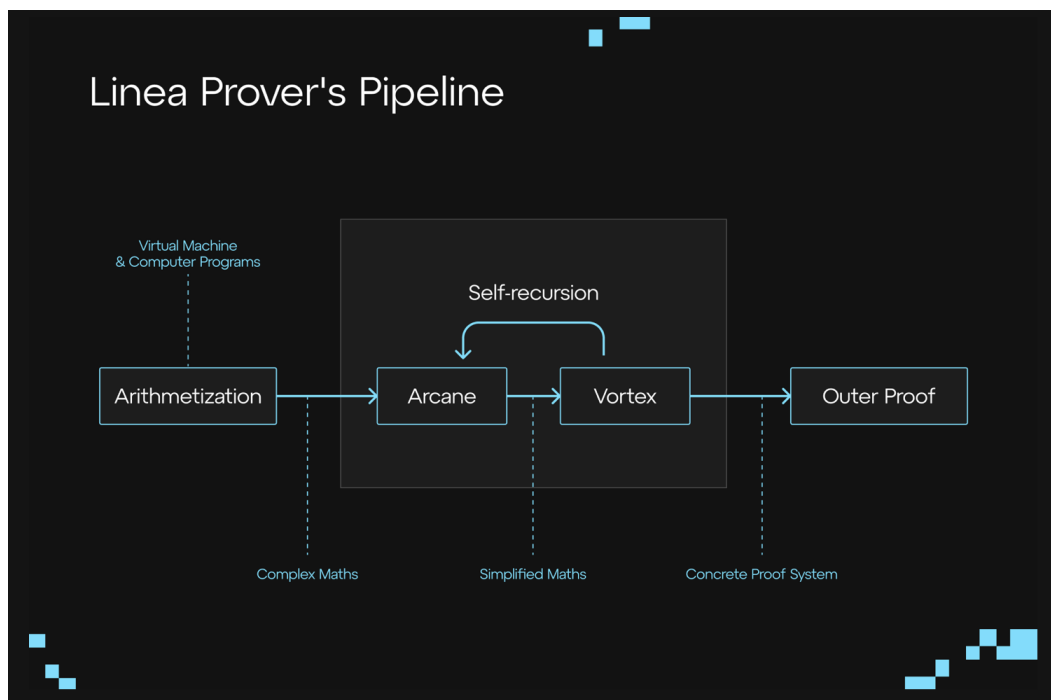 Linea Prover's Pipeline
Virtual Machine
& Computer Programs
Self-recursion
Arithmetization
Arcane
Vortex
Outer Proof
Complex Maths
Simplified Maths
Concrete Proof System